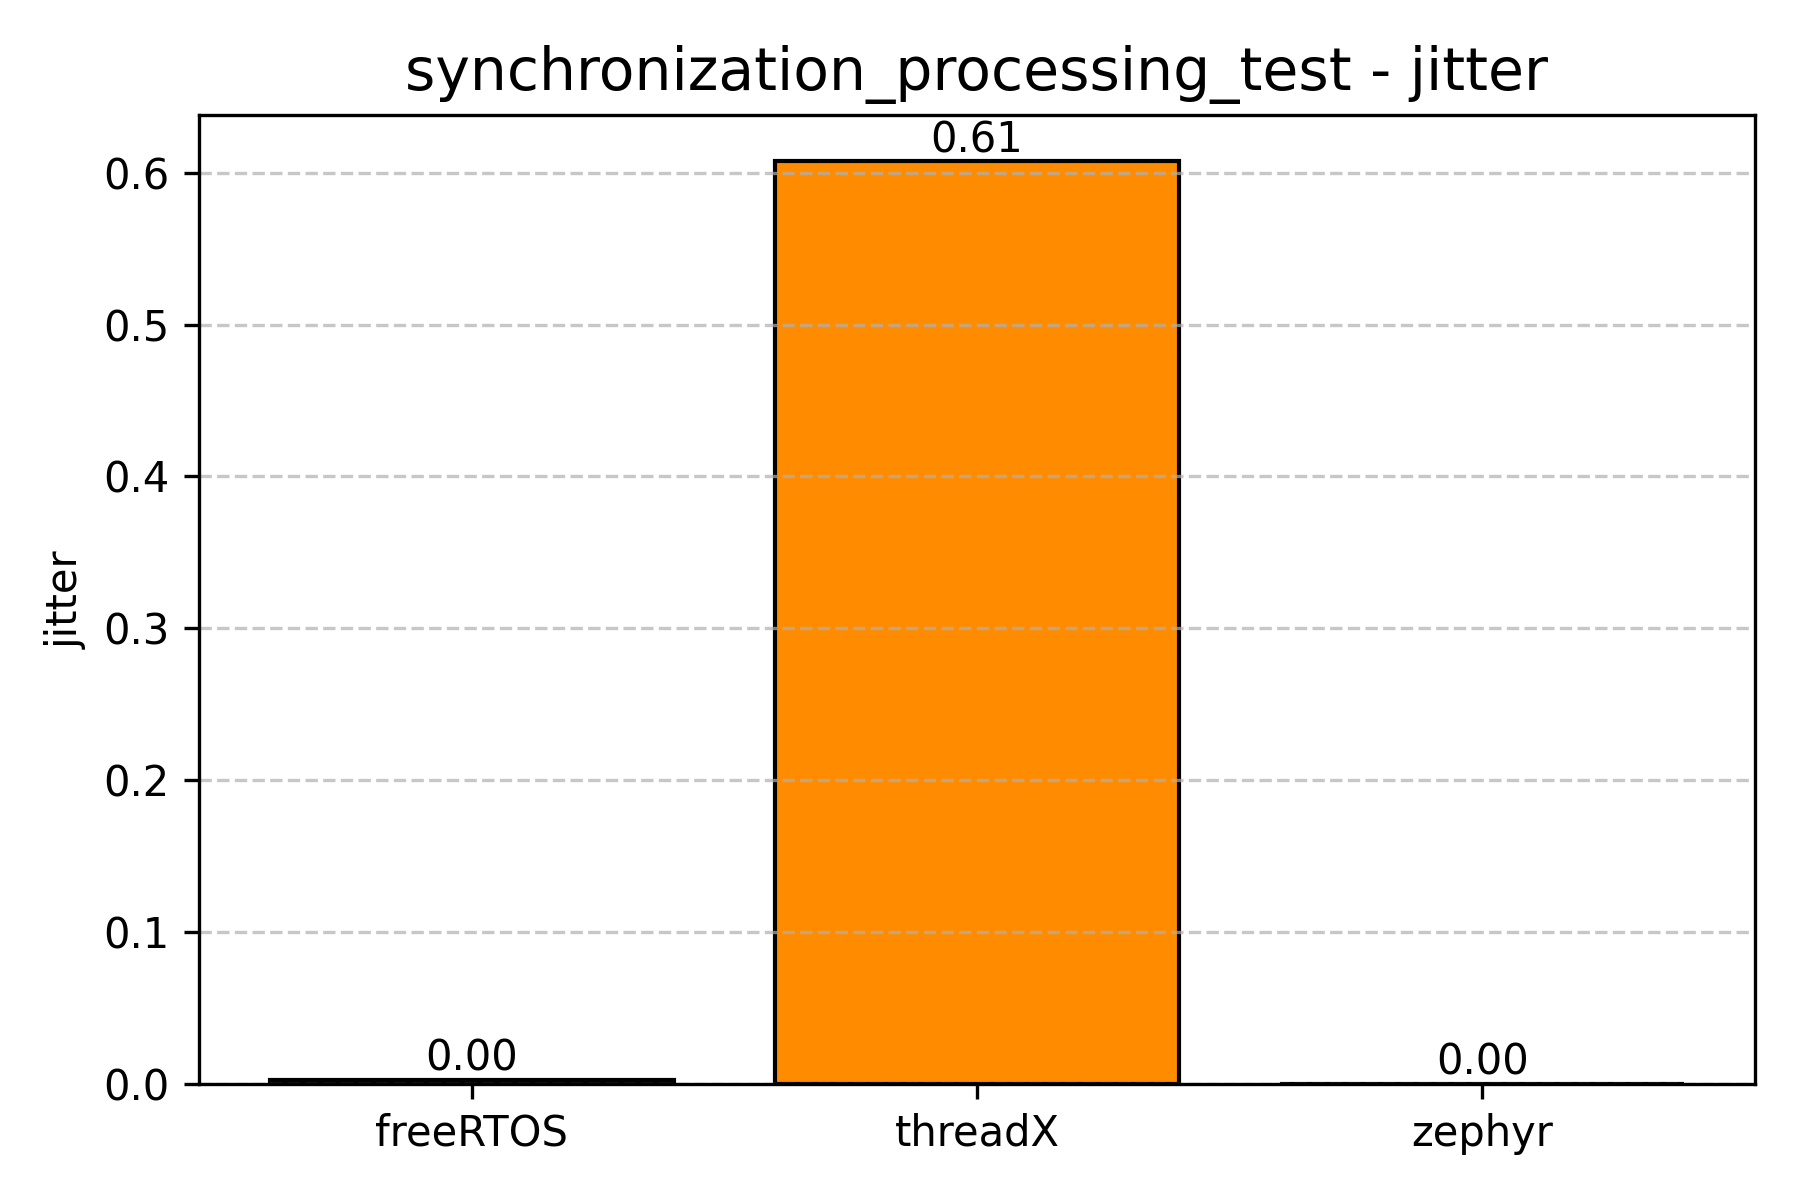 synchronization_processing_test - jitter
0.61
0.6
0.5
0.4
0.3
0.2
0.1
0.0
jitter
0.00
0.00
freeRTOS
threadX
zephyr